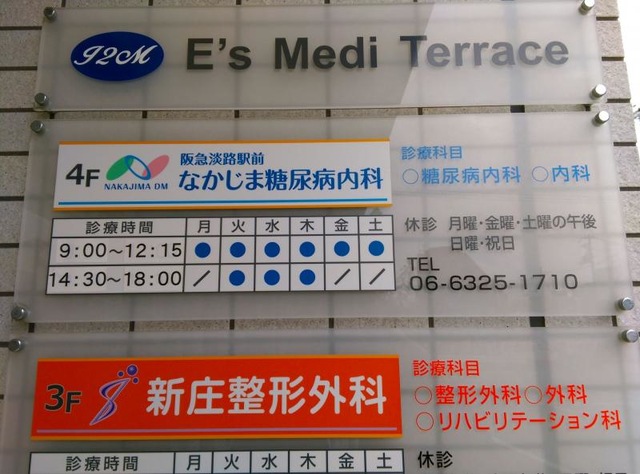 J2M E's Medi Terrace
4F NAKAJIMA DM 阪急淡路駅前
なかじま糖尿病内科
診療科目
○糖尿病内科 ○内科
診療時間 月 火 水 木 金 土
9:00〜12:15 ● ● ● ● ● ●
14:30〜18:00 / ● ● ● / /
休診 月曜・金曜・土曜の午後
日曜・祝日
TEL
06-6325-1710
3F 新庄整形外科
診療科目
○整形外科○外科
○リハビリテーション科
診療時間 月 火 水 木 金 土
休診